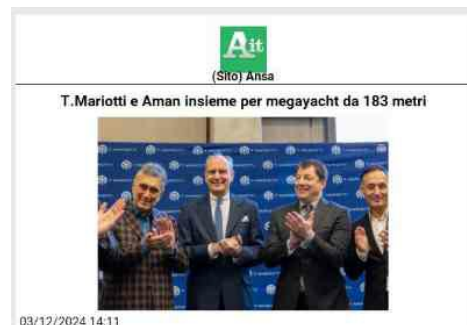 Ait
(Sito) Ansa
T.Mariotti e Aman insieme per megayacht da 183 metri
03/12/2024 14:11